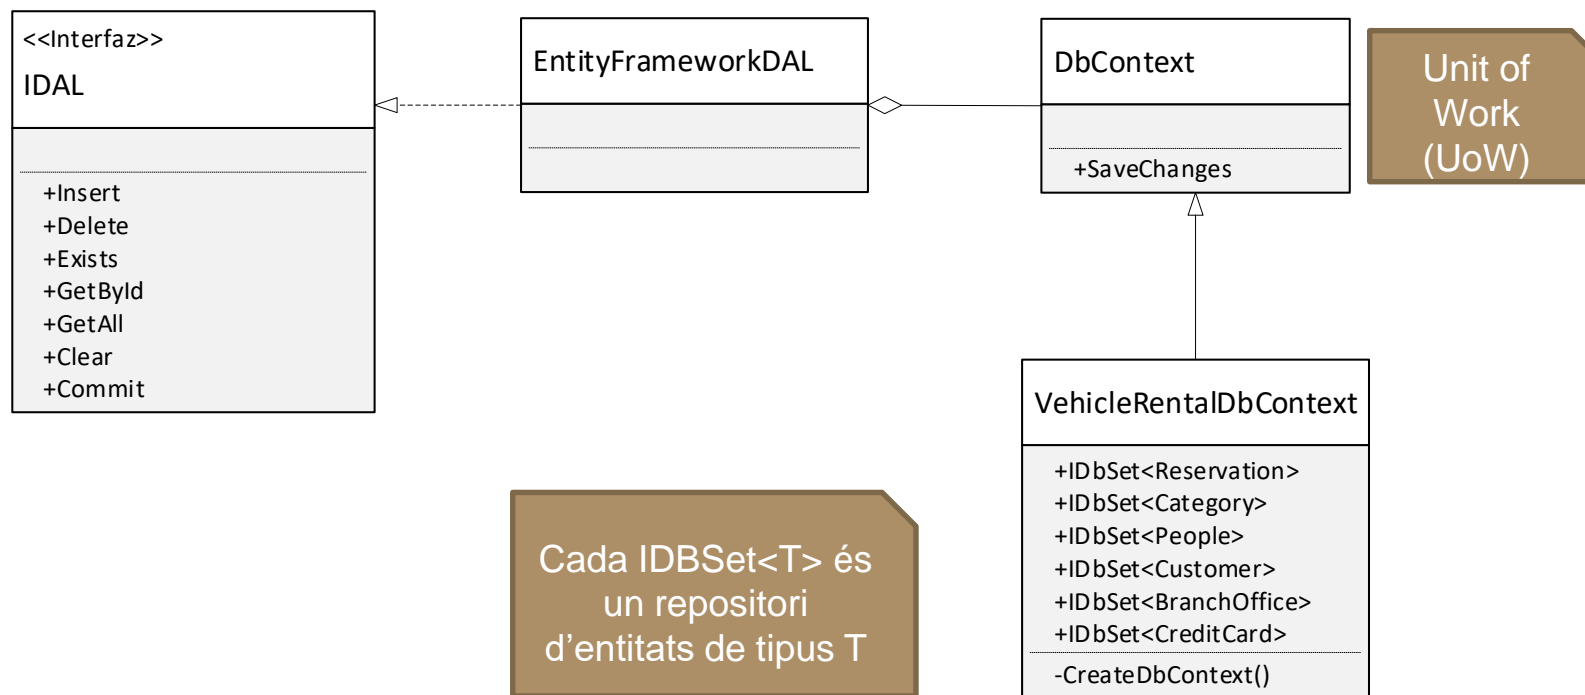 <<Interfaz>>
IDAL
+Insert
+Delete
+Exists
+GetById
+GetAll
+Clear
+Commit
EntityFrameworkDAL
DbContext
+SaveChanges
Unit of
Work
(UoW)
VehicleRentalDbContext
+IDbSet<Reservation>
+IDbSet<Category>
+IDbSet<People>
+IDbSet<Customer>
+IDbSet<BranchOffice>
+IDbSet<CreditCard>
-CreateDbContext()
Cada IDBSet<T> és
un repositori
d’entitats de tipus T